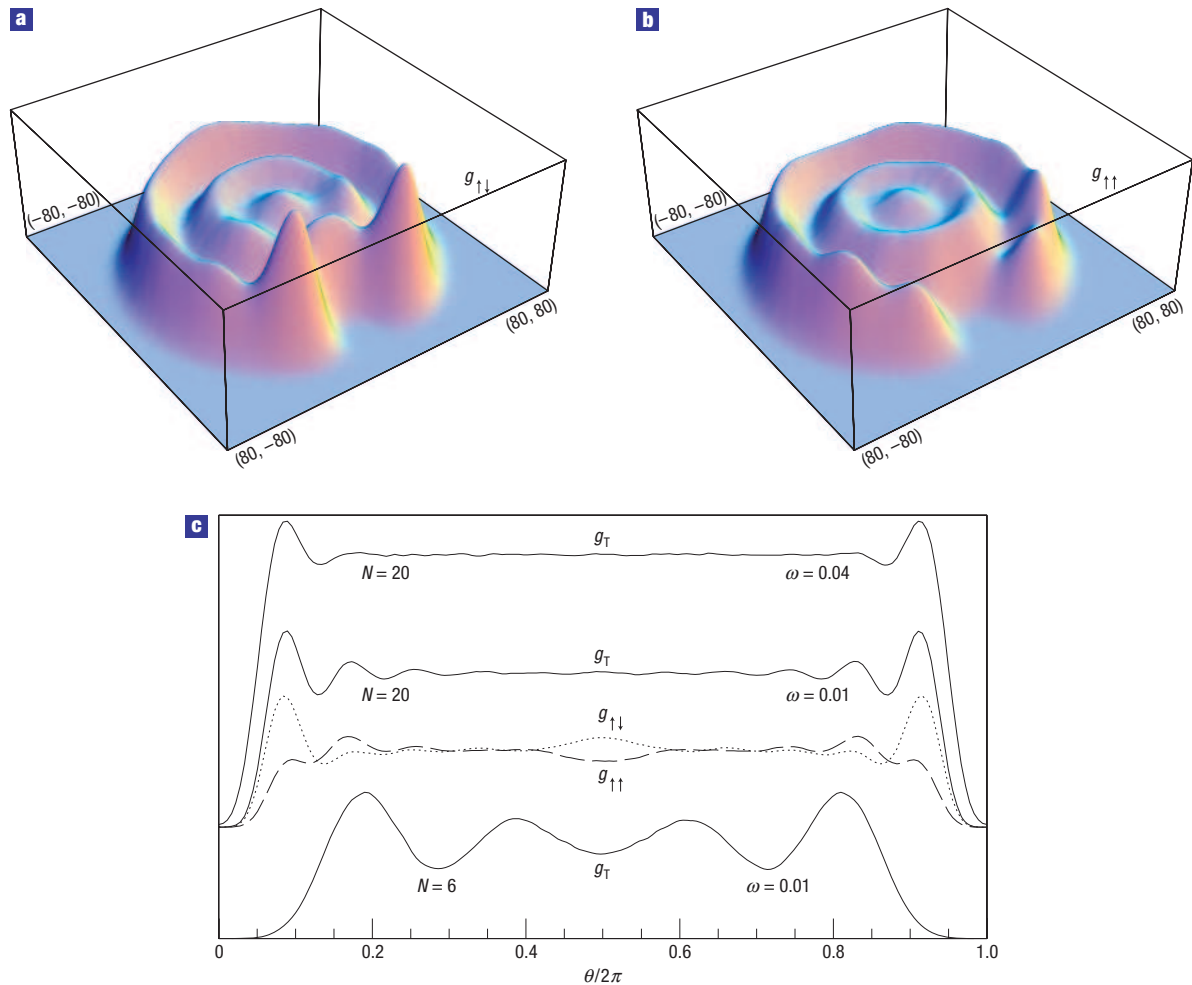 a
b
g↑↓
g↑↑
(−80, −80)
(−80, −80)
(80, 80)
(80, 80)
(80, −80)
(80, −80)
c
gT
N = 20
ω = 0.04
gT
N = 20
ω = 0.01
g↑↓
g↑↑
gT
N = 6
ω = 0.01
0
0.2
0.4
0.6
0.8
1.0
θ/2π